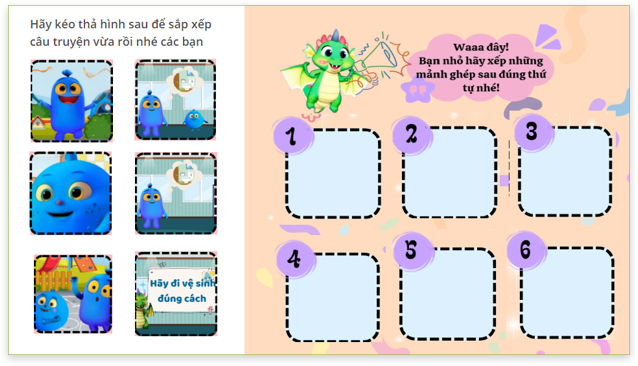 Hãy kéo thả hình sau để sắp xếp
câu truyện vừa rồi nhé các bạn
Waaa đây!
Bạn nhỏ hãy xếp những
mảnh ghép sau đúng thứ
tự nhé!
1
2
3
Hãy đi vệ sinh
đúng cách
4
5
6